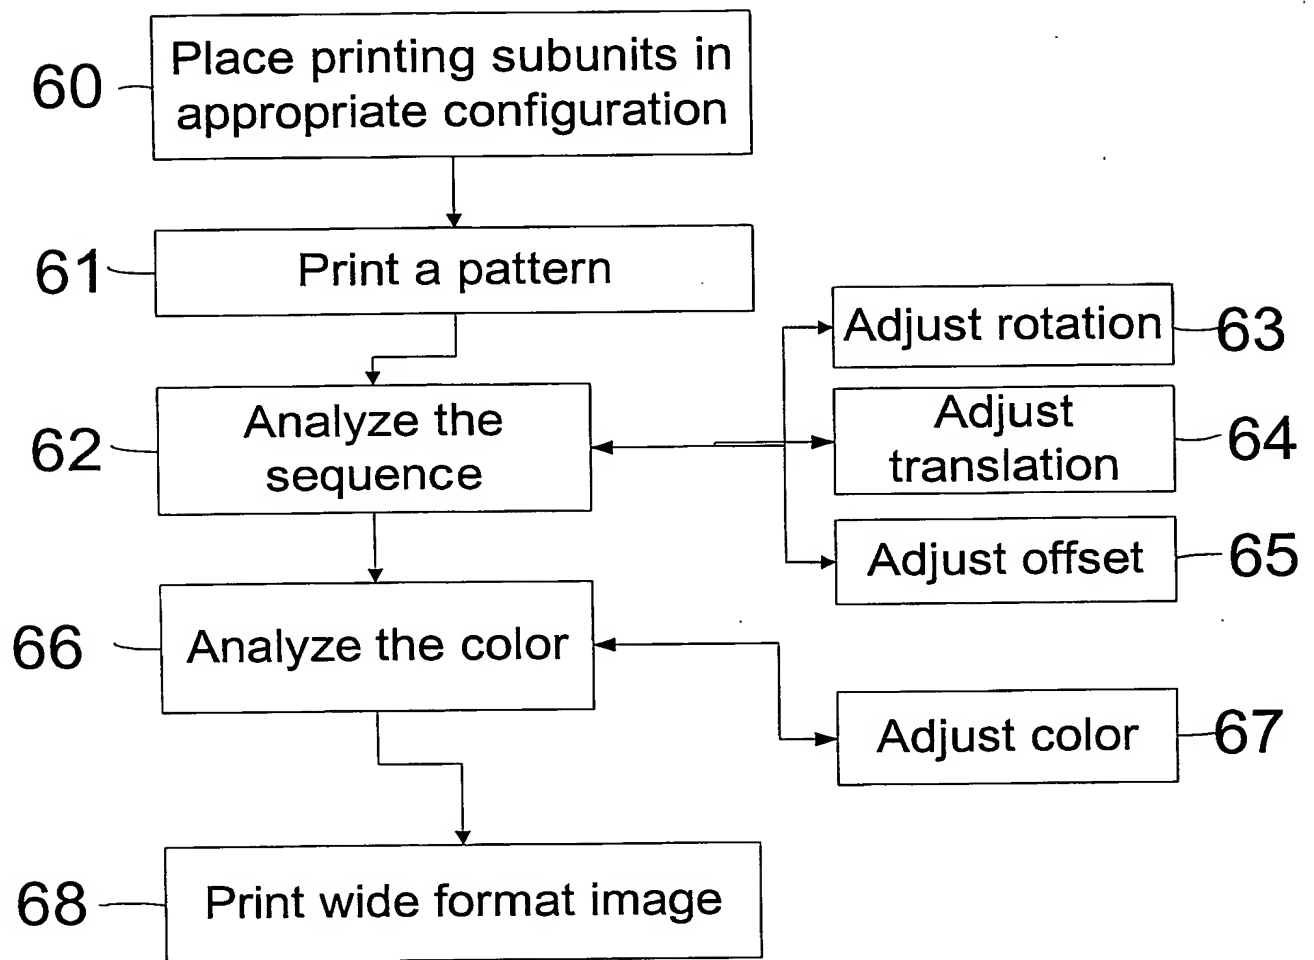 60
Place printing subunits in
appropriate configuration
61
Print a pattern
62
Analyze the
sequence
Adjust rotation
63
Adjust
translation
64
Adjust offset
65
66
Analyze the color
Adjust color
67
68
Print wide format image